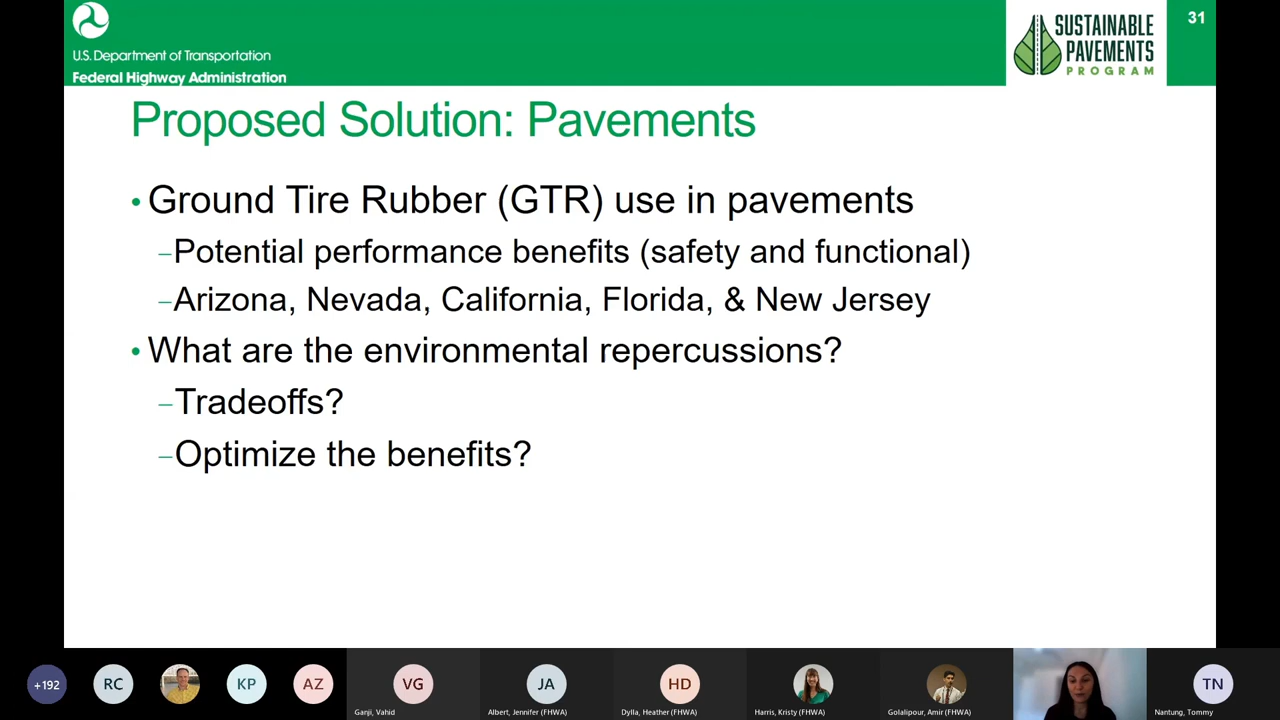 U.S. Department of Transportation
Federal Highway Administration
SUSTAINABLE
PAVEMENTS
PROGRAM
31
Proposed Solution: Pavements
• Ground Tire Rubber (GTR) use in pavements
–Potential performance benefits (safety and functional)
–Arizona, Nevada, California, Florida, & New Jersey
• What are the environmental repercussions?
–Tradeoffs?
–Optimize the benefits?
+192
RC
KP
AZ
VG
Ganji, Vahid
JA
Albert, Jennifer (FHWA)
HD
Dylla, Heather (FHWA)
Harris, Kristy (FHWA)
Golalipour, Amir (FHWA)
TN
Nantung, Tommy